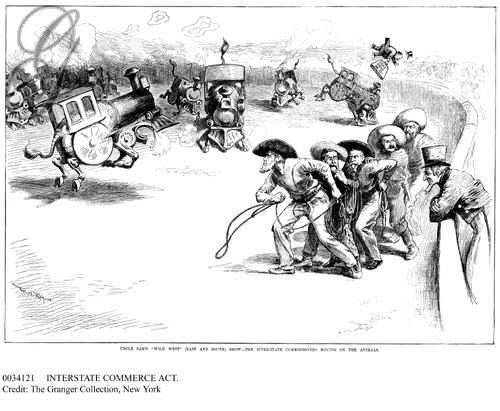 UNCLE SAM'S "WILD WEST" (EAST AND SOUTH) SHOW—THE INTERSTATE COMMISSIONERS MOVING ON THE ANIMALS.
0034121 INTERSTATE COMMERCE ACT.
Credit: The Granger Collection, New York